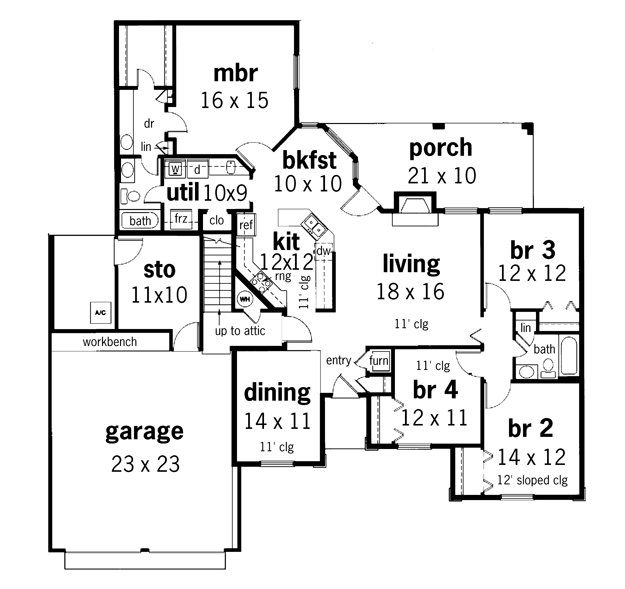 mbr
16 x 15
dr
lin
bkfst
10 x 10
porch
21 x 10
W
d
util 10x9
bath
frz
clo
ref
kit
12x12
rng
11' clg
dw
living
18 x 16
11' clg
br 3
12 x 12
sto
11x10
A/C
WH
up to attic
workbench
lin
bath
entry
furn
11' clg
br 4
12 x 11
dining
14 x 11
11' clg
garage
23 x 23
br 2
14 x 12
12' sloped clg